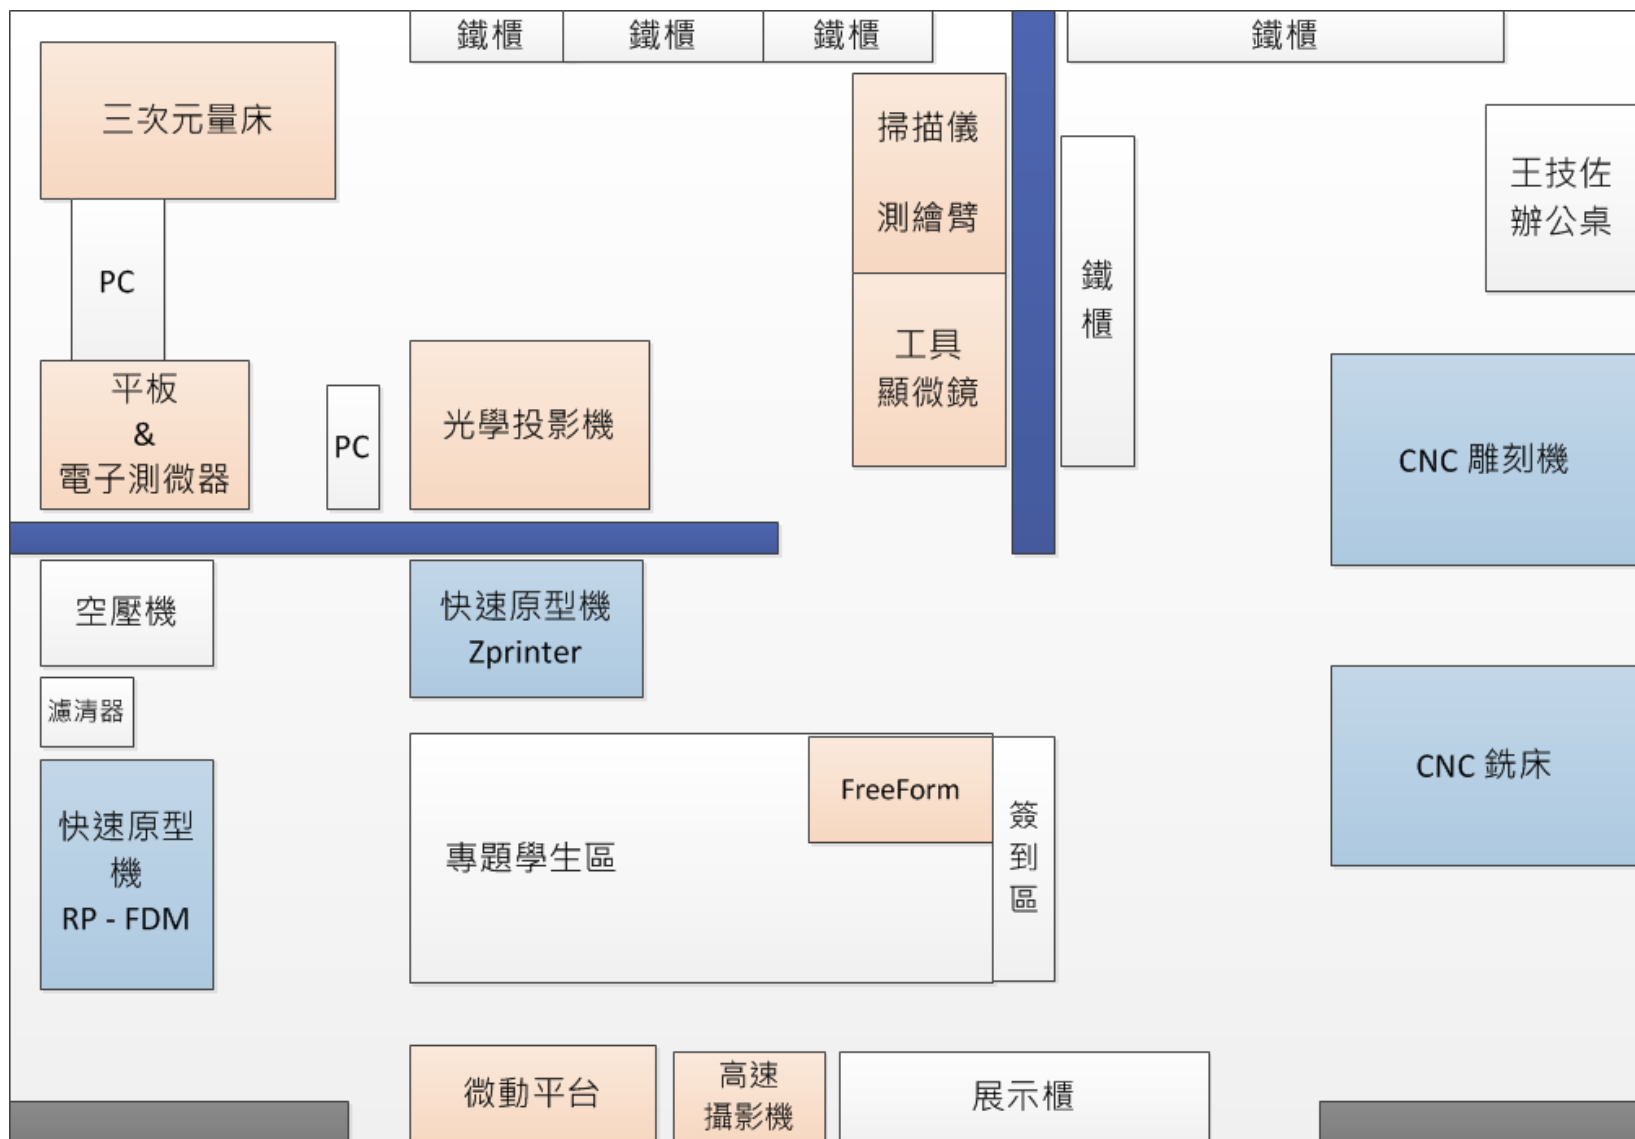 鐵櫃
鐵櫃
鐵櫃
鐵櫃
三次元量床
掃描儀
測繪臂
王技佐
辦公桌
PC
鐵
櫃
工具
顯微鏡
平板
&
電子測微器
PC
光學投影機
CNC 雕刻機
空壓機
快速原型機
Zprinter
濾清器
快速原型
機
RP - FDM
專題學生區
FreeForm
簽
到
區
CNC 銑床
微動平台
高速
攝影機
展示櫃